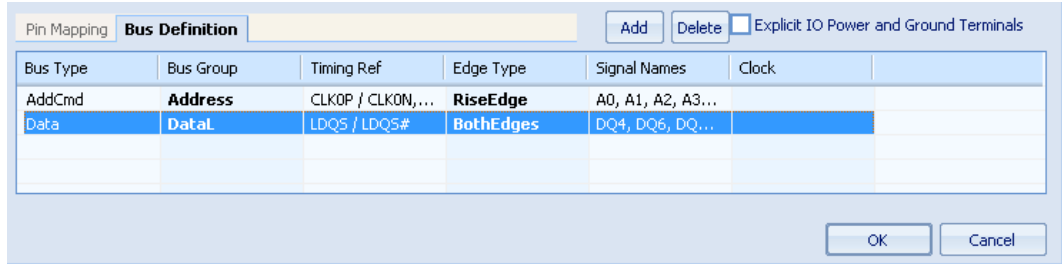 Pin Mapping Bus Definition Add Delete Explicit IO Power and Ground Terminals
Bus Type Bus Group Timing Ref Edge Type Signal Names Clock
AddCmd Address CLK0P / CLK0N,... RiseEdge A0, A1, A2, A3...
Data DataL LDQS / LDQS# BothEdges DQ4, DQ6, DQ...
OK Cancel